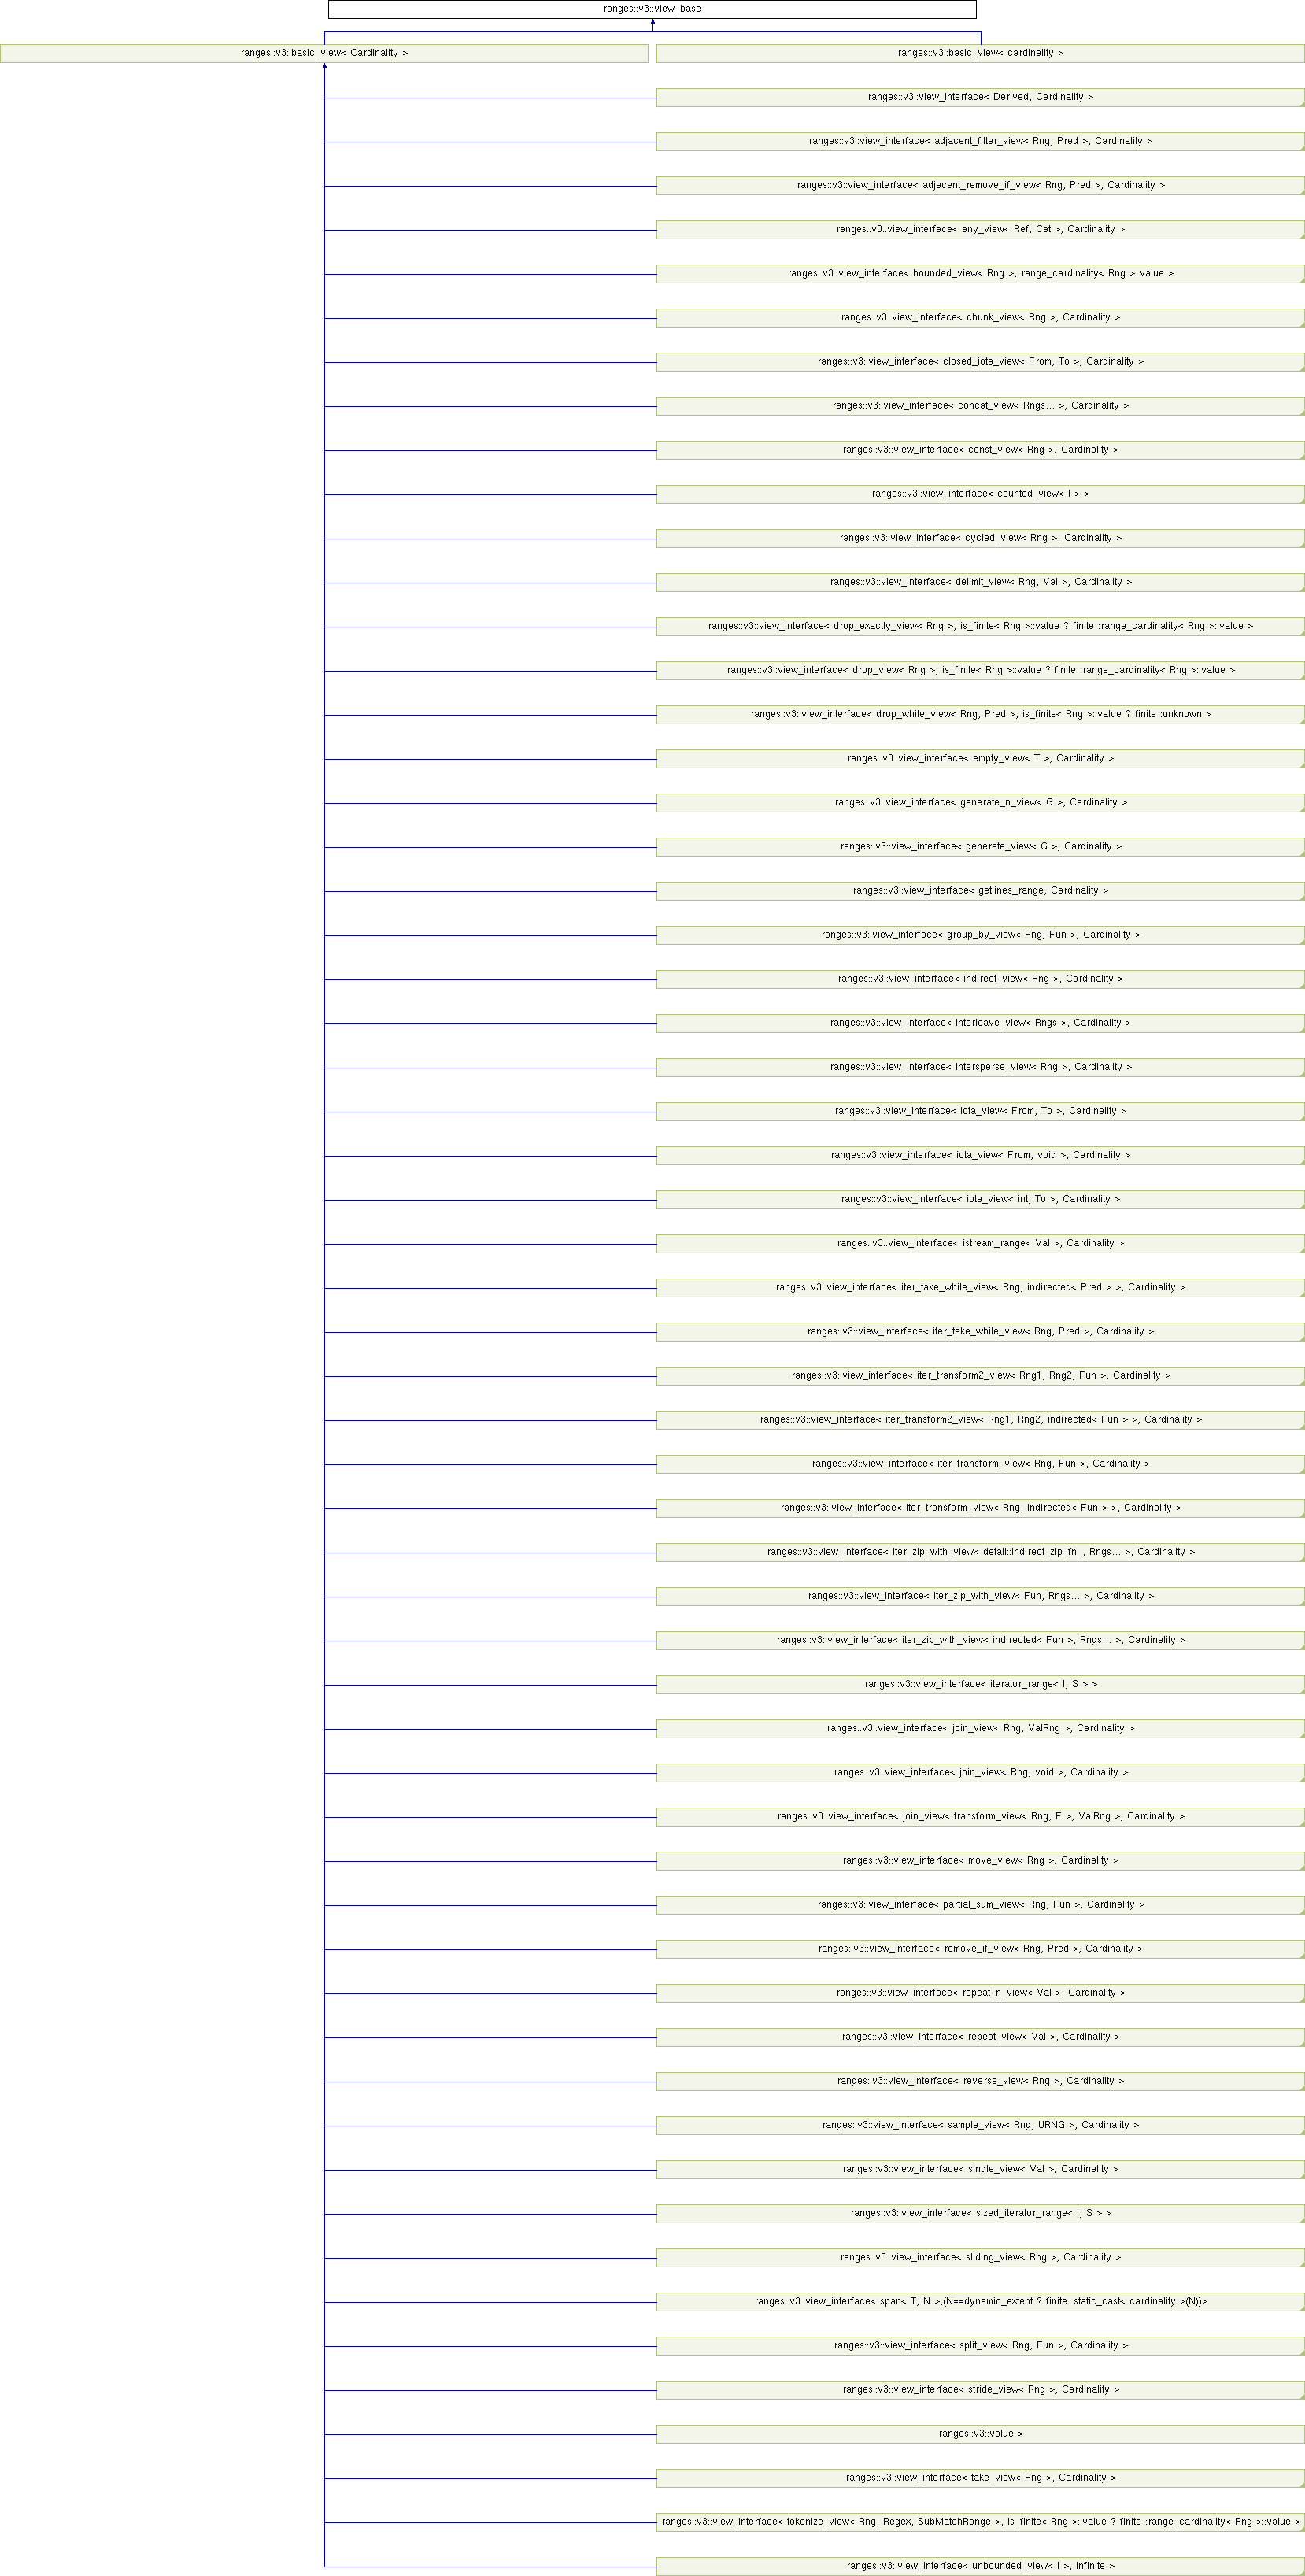 ranges::v3::view_base
ranges::v3::basic_view< Cardinality >
ranges::v3::basic_view< cardinality >
ranges::v3::view_interface< Derived, Cardinality >
ranges::v3::view_interface< adjacent_filter_view< Rng, Pred >, Cardinality >
ranges::v3::view_interface< adjacent_remove_if_view< Rng, Pred >, Cardinality >
ranges::v3::view_interface< any_view< Ref, Cat >, Cardinality >
ranges::v3::view_interface< bounded_view< Rng >, range_cardinality< Rng >::value >
ranges::v3::view_interface< chunk_view< Rng >, Cardinality >
ranges::v3::view_interface< closed_iota_view< From, To >, Cardinality >
ranges::v3::view_interface< concat_view< Rngs... >, Cardinality >
ranges::v3::view_interface< const_view< Rng >, Cardinality >
ranges::v3::view_interface< counted_view< I > >
ranges::v3::view_interface< cycled_view< Rng >, Cardinality >
ranges::v3::view_interface< delimit_view< Rng, Val >, Cardinality >
ranges::v3::view_interface< drop_exactly_view< Rng >, is_finite< Rng >::value ? finite :range_cardinality< Rng >::value >
ranges::v3::view_interface< drop_view< Rng >, is_finite< Rng >::value ? finite :range_cardinality< Rng >::value >
ranges::v3::view_interface< drop_while_view< Rng, Pred >, is_finite< Rng >::value ? finite :unknown >
ranges::v3::view_interface< empty_view< T >, Cardinality >
ranges::v3::view_interface< generate_n_view< G >, Cardinality >
ranges::v3::view_interface< generate_view< G >, Cardinality >
ranges::v3::view_interface< getlines_range, Cardinality >
ranges::v3::view_interface< group_by_view< Rng, Fun >, Cardinality >
ranges::v3::view_interface< indirect_view< Rng >, Cardinality >
ranges::v3::view_interface< interleave_view< Rngs >, Cardinality >
ranges::v3::view_interface< intersperse_view< Rng >, Cardinality >
ranges::v3::view_interface< iota_view< From, To >, Cardinality >
ranges::v3::view_interface< iota_view< From, void >, Cardinality >
ranges::v3::view_interface< iota_view< int, To >, Cardinality >
ranges::v3::view_interface< istream_range< Val >, Cardinality >
ranges::v3::view_interface< iter_take_while_view< Rng, indirected< Pred > >, Cardinality >
ranges::v3::view_interface< iter_take_while_view< Rng, Pred >, Cardinality >
ranges::v3::view_interface< iter_transform2_view< Rng1, Rng2, Fun >, Cardinality >
ranges::v3::view_interface< iter_transform2_view< Rng1, Rng2, indirected< Fun > >, Cardinality >
ranges::v3::view_interface< iter_transform_view< Rng, Fun >, Cardinality >
ranges::v3::view_interface< iter_transform_view< Rng, indirected< Fun > >, Cardinality >
ranges::v3::view_interface< iter_zip_with_view< detail::indirect_zip_fn_, Rngs... >, Cardinality >
ranges::v3::view_interface< iter_zip_with_view< Fun, Rngs... >, Cardinality >
ranges::v3::view_interface< iter_zip_with_view< indirected< Fun >, Rngs... >, Cardinality >
ranges::v3::view_interface< iterator_range< I, S > >
ranges::v3::view_interface< join_view< Rng, ValRng >, Cardinality >
ranges::v3::view_interface< join_view< Rng, void >, Cardinality >
ranges::v3::view_interface< join_view< transform_view< Rng, F >, ValRng >, Cardinality >
ranges::v3::view_interface< move_view< Rng >, Cardinality >
ranges::v3::view_interface< partial_sum_view< Rng, Fun >, Cardinality >
ranges::v3::view_interface< remove_if_view< Rng, Pred >, Cardinality >
ranges::v3::view_interface< repeat_n_view< Val >, Cardinality >
ranges::v3::view_interface< repeat_view< Val >, Cardinality >
ranges::v3::view_interface< reverse_view< Rng >, Cardinality >
ranges::v3::view_interface< sample_view< Rng, URNG >, Cardinality >
ranges::v3::view_interface< single_view< Val >, Cardinality >
ranges::v3::view_interface< sized_iterator_range< I, S > >
ranges::v3::view_interface< sliding_view< Rng >, Cardinality >
ranges::v3::view_interface< span< T, N >,(N==dynamic_extent ? finite :static_cast< cardinality >(N))>
ranges::v3::view_interface< split_view< Rng, Fun >, Cardinality >
ranges::v3::view_interface< stride_view< Rng >, Cardinality >
ranges::v3::value >
ranges::v3::view_interface< take_view< Rng >, Cardinality >
ranges::v3::view_interface< tokenize_view< Rng, Regex, SubMatchRange >, is_finite< Rng >::value ? finite :range_cardinality< Rng >::value >
ranges::v3::view_interface< unbounded_view< I >, infinite >